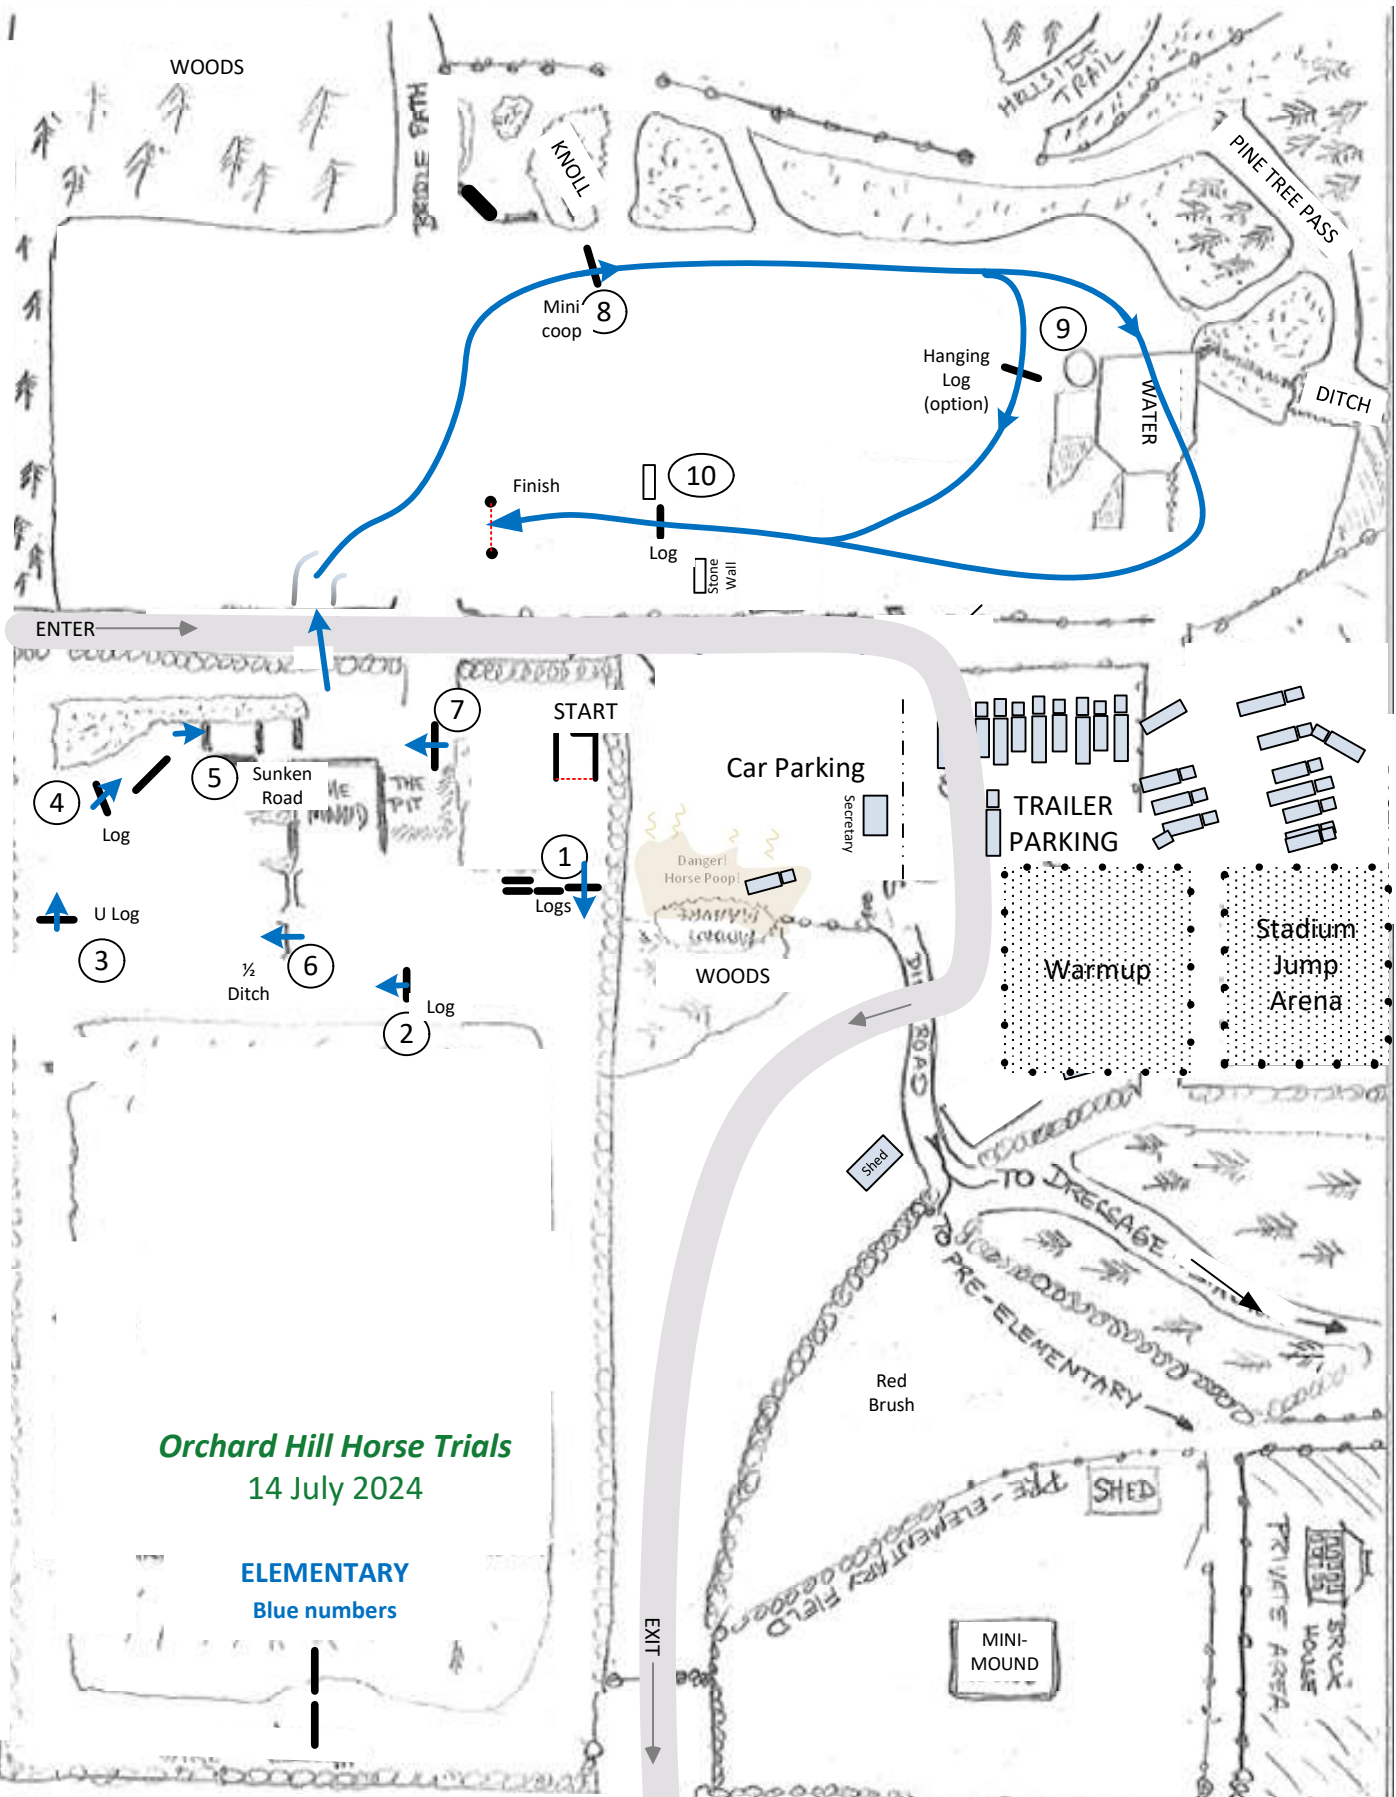 WOODS
BRIDLE PATH
KNOLL
HILLSIDE
TRAIL
PINE TREE PASS
Mini
coop
8
9
Hanging
Log
(option)
WATER
DITCH
10
Finish
Log
Stone
Wall
ENTER
7
START
5
Sunken
Road
4
Log
THE
PIT
Car Parking
Secretary
TRAILER
PARKING
Danger!
Horse Poop!
1
Logs
MANURE
U Log
3
6
½
Ditch
2
Log
WOODS
Warmup
Stadium
Jump
Arena
ROAD
Shed
TO DRESSAGE
TO PRE-ELEMENTARY
Red
Brush
Orchard Hill Horse Trials
14 July 2024
ELEMENTARY
Blue numbers
PRE-ELEMENTARY FIELD
SHED
EXIT
MINI-
MOUND
PRIVATE AREA
BRICK
HOUSE